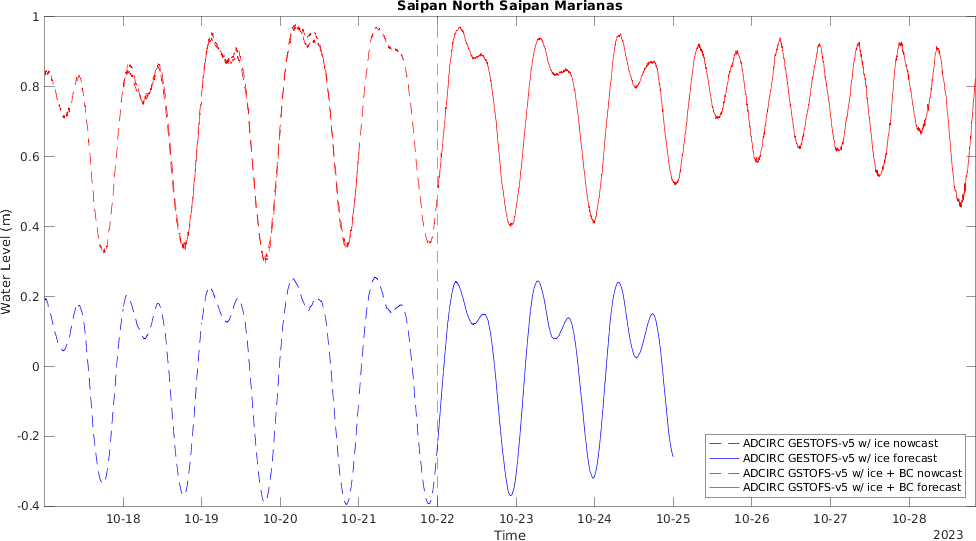 Saipan North Saipan Marianas
1
0.8
0.6
0.4
0.2
0
-0.2
-0.4
Water Level (m)
10-18 10-19 10-20 10-21 10-22 10-23 10-24 10-25 10-26 10-27 10-28
Time
2023
ADCIRC GESTOFS-v5 w/ ice nowcast
ADCIRC GESTOFS-v5 w/ ice forecast
ADCIRC GSTOFS-v5 w/ ice + BC nowcast
ADCIRC GSTOFS-v5 w/ ice + BC forecast